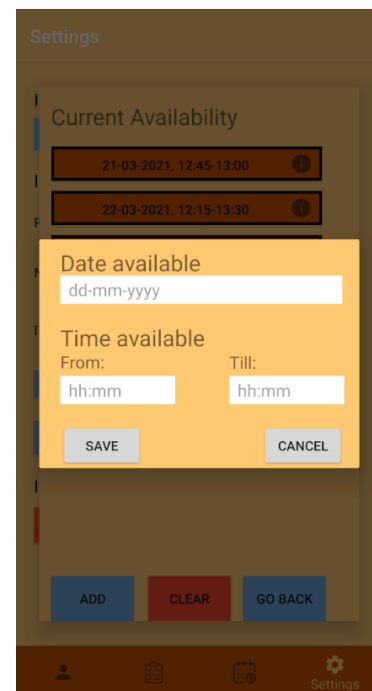 Settings
I
Current Availability
21-03-2021, 12:45-13:00
I
22-03-2021, 12:15-13:30
F
Date available
N
dd-mm-yyyy
Time available
I
From: Till:
hh:mm hh:mm
SAVE CANCEL
I
ADD CLEAR GO BACK
Settings